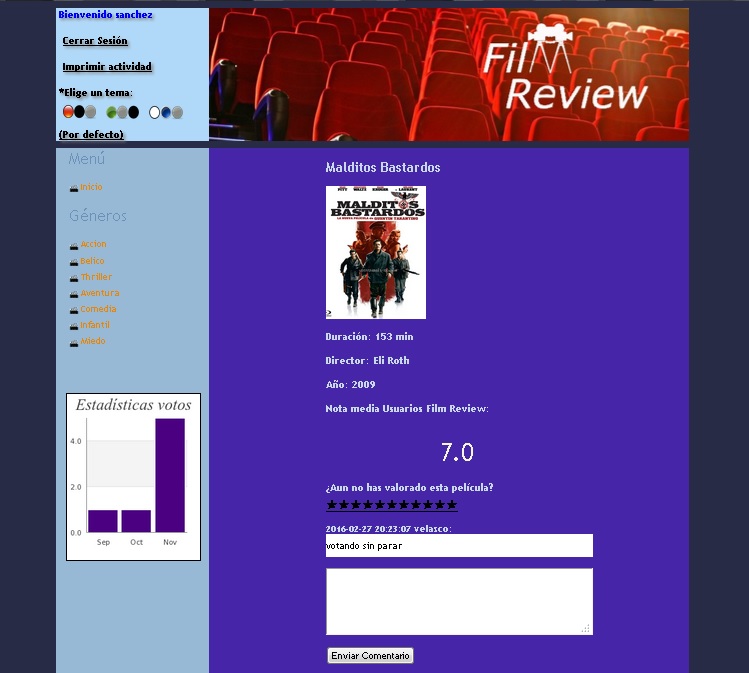 Bienvenido sanchez
Cerrar Sesión
Imprimir actividad
*Elige un tema:
(Por defecto)
FilM
Review
Menú
Inicio
Géneros
Accion
Belico
Thriller
Aventura
Comedia
Infantil
Miedo
Estadísticas votos
4.0
2.0
0.0
Sep Oct Nov
Malditos Bastardos
PITT
MALDITOS
BASTARDOS
Duración: 153 min
Director: Eli Roth
Año: 2009
Nota media Usuarios Film Review:
7.0
¿Aun no has valorado esta película?
2016-02-27 20:23:07 velasco:
votando sin parar
Enviar Comentario